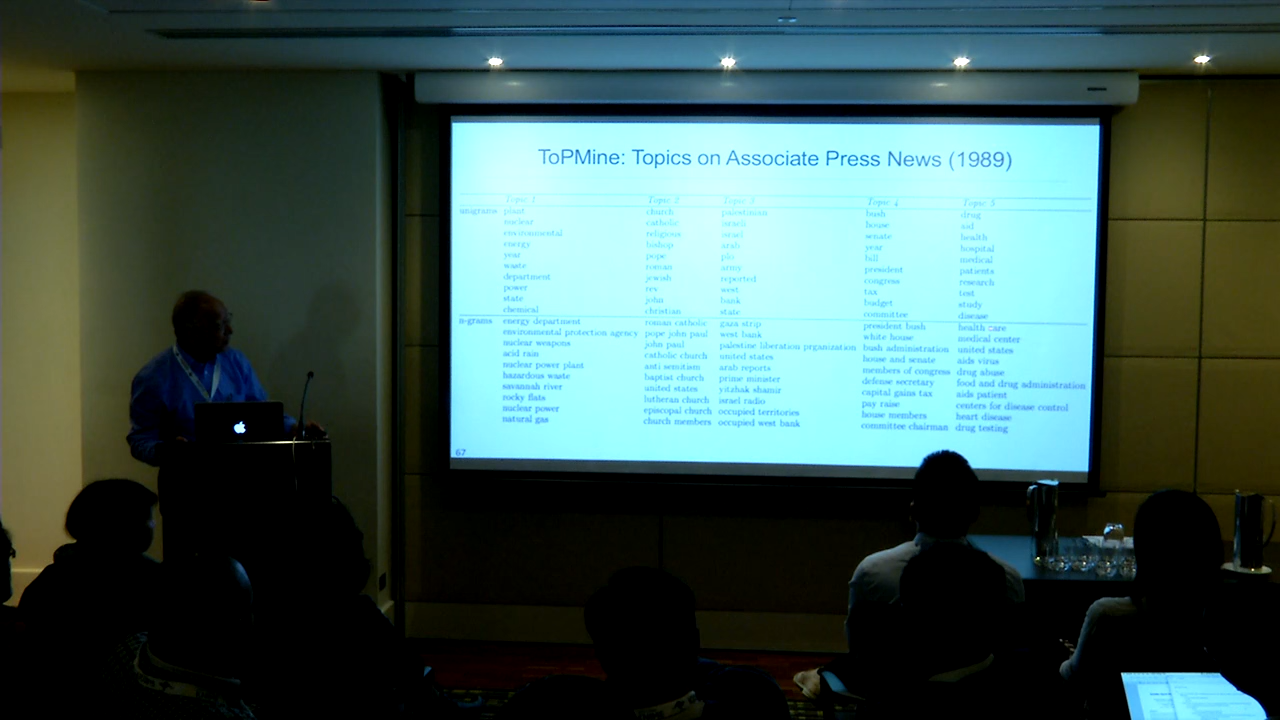 ToPMine: Topics on Associate Press News (1989)
Topic 1 Topic 2 Topic 3 Topic 4 Topic 5
unigrams plant church palestinian bush drug
nuclear catholic israeli house aid
environmental religious israel senate health
energy bishop arab year hospital
year pope plo bill medical
waste roman army president patients
department jewish reported congress research
power rev west tax test
state john bank budget study
chemical christian state committee disease
n-grams energy department roman catholic gaza strip president bush health care
environmental protection agency pope john paul west bank white house medical center
nuclear weapons john paul palestine liberation prganization bush administration united states
acid rain catholic church united states house and senate aids virus
nuclear power plant anti semitism arab reports members of congress drug abuse
hazardous waste baptist church prime minister defense secretary food and drug administration
savannah river united states yitzhak shamir capital gains tax aids patient
rocky flats lutheran church israel radio pay raise centers for disease control
nuclear power episcopal church occupied territories house members heart disease
natural gas church members occupied west bank committee chairman drug testing
67